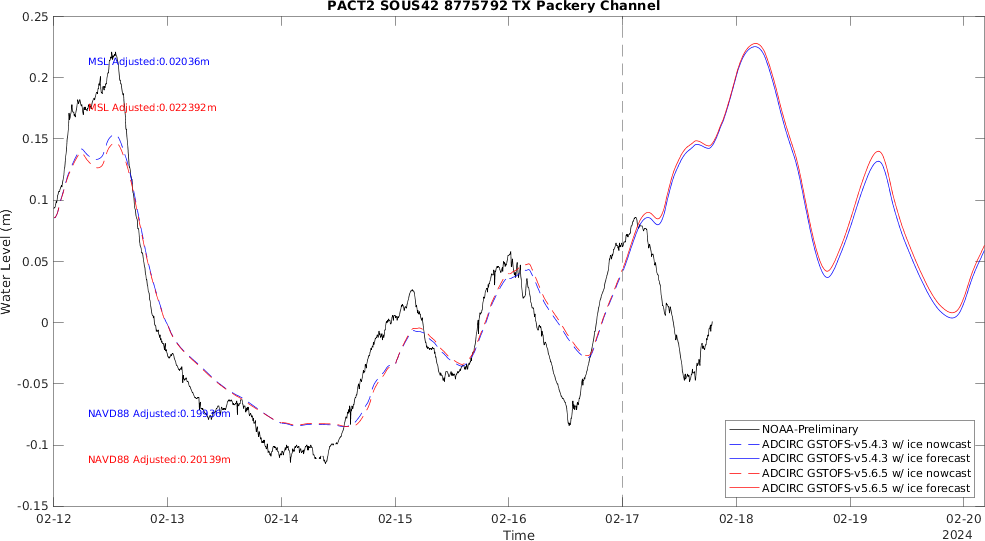 PACT2 SOUS42 8775792 TX Packery Channel
0.25
0.2
0.15
0.1
0.05
0
-0.05
-0.1
-0.15
Water Level (m)
MSL Adjusted:0.02036m
MSL Adjusted:0.022392m
NAVD88 Adjusted:0.19936m
NAVD88 Adjusted:0.20139m
NOAA-Preliminary
ADCIRC GSTOFS-v5.4.3 w/ ice nowcast
ADCIRC GSTOFS-v5.4.3 w/ ice forecast
ADCIRC GSTOFS-v5.6.5 w/ ice nowcast
ADCIRC GSTOFS-v5.6.5 w/ ice forecast
02-12 02-13 02-14 02-15 02-16 02-17 02-18 02-19 02-20
Time
2024